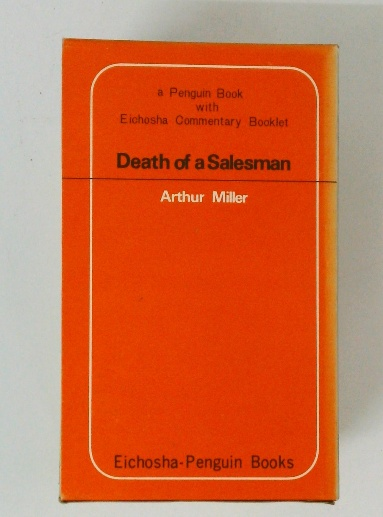 a Penguin Book
with
Eichosha Commentary Booklet
Death of a Salesman
Arthur Miller
Eichosha-Penguin Books